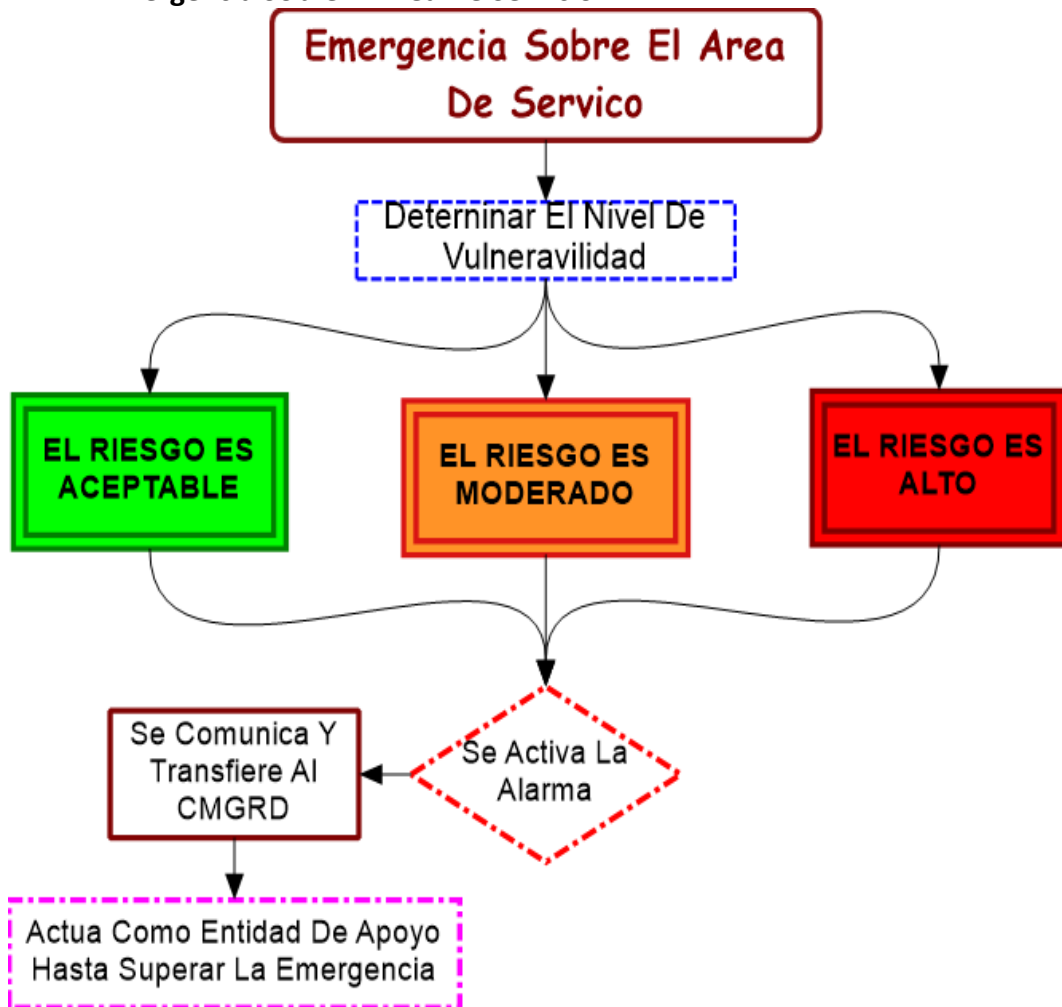 Emergencia Sobre El Area
De Servico
Deterninar El Nivel De
Vulneravilidad
EL RIESGO ES
ACEPTABLE
EL RIESGO ES
MODERADO
EL RIESGO ES
ALTO
Se Activa La
Alarma
Se Comunica Y
Transfiere Al
CMGRD
Actua Como Entidad De Apoyo
Hasta Superar La Emergencia